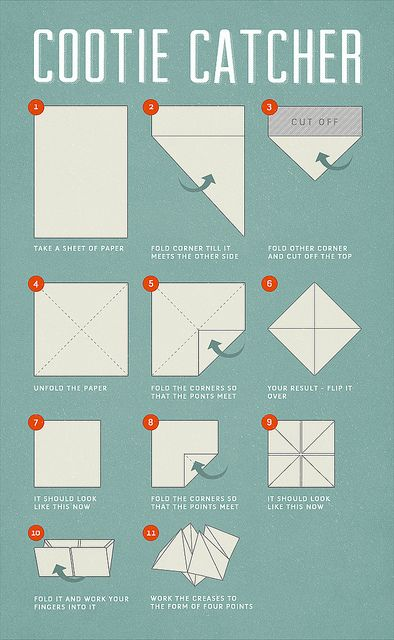 COOTIE CATCHER
1
TAKE A SHEET OF PAPER
2
FOLD CORNER TILL IT
MEETS THE OTHER SIDE
3
CUT OFF
FOLD OTHER CORNER
AND CUT OFF THE TOP
4
UNFOLD THE PAPER
5
FOLD THE CORNERS SO
THAT THE PONTS MEET
6
YOUR RESULT - FLIP IT
OVER
7
IT SHOULD LOOK
LIKE THIS NOW
8
FOLD THE CORNERS SO
THAT THE POINTS MEET
9
IT SHOULD LOOK
LIKE THIS NOW
10
FOLD IT AND WORK YOUR
FINGERS INTO IT
11
WORK THE CREASES TO
THE FORM OF FOUR POINTS